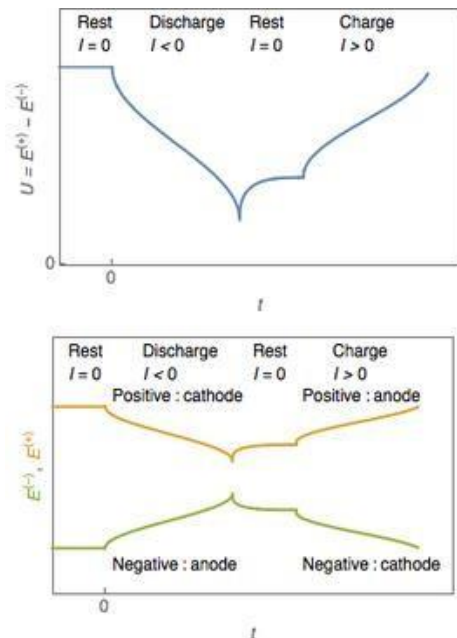 Rest Discharge Rest Charge
I = 0 I < 0 I = 0 I > 0
U = E(+) − E(−)
0
0
t
Rest Discharge Rest Charge
I = 0 I < 0 I = 0 I > 0
Positive : cathode Positive : anode
E(−), E(+)
Negative : anode Negative : cathode
0
t